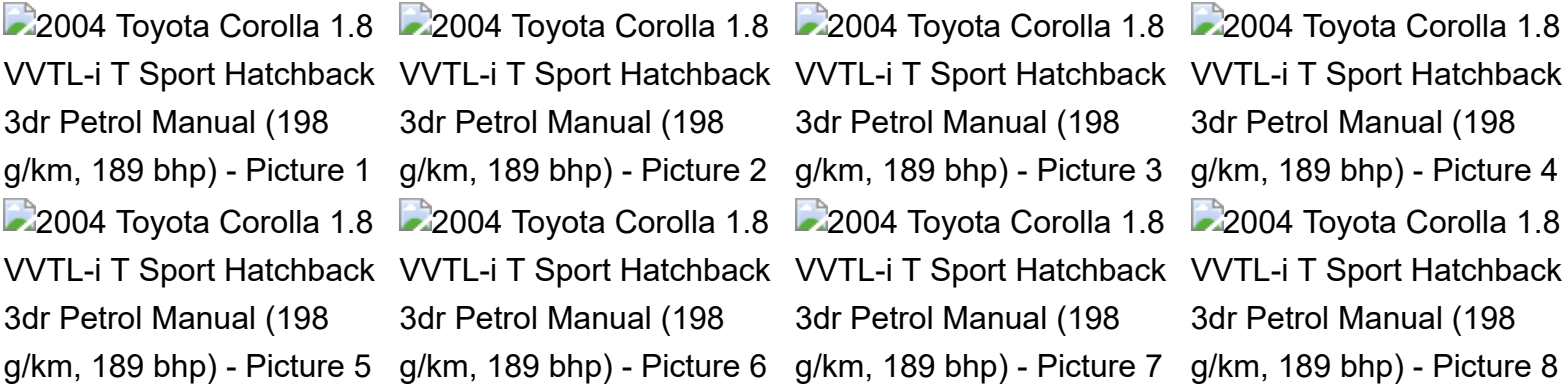 2004 Toyota Corolla 1.8
VVTL-i T Sport Hatchback
3dr Petrol Manual (198
g/km, 189 bhp) - Picture 1
2004 Toyota Corolla 1.8
VVTL-i T Sport Hatchback
3dr Petrol Manual (198
g/km, 189 bhp) - Picture 2
2004 Toyota Corolla 1.8
VVTL-i T Sport Hatchback
3dr Petrol Manual (198
g/km, 189 bhp) - Picture 3
2004 Toyota Corolla 1.8
VVTL-i T Sport Hatchback
3dr Petrol Manual (198
g/km, 189 bhp) - Picture 4
2004 Toyota Corolla 1.8
VVTL-i T Sport Hatchback
3dr Petrol Manual (198
g/km, 189 bhp) - Picture 5
2004 Toyota Corolla 1.8
VVTL-i T Sport Hatchback
3dr Petrol Manual (198
g/km, 189 bhp) - Picture 6
2004 Toyota Corolla 1.8
VVTL-i T Sport Hatchback
3dr Petrol Manual (198
g/km, 189 bhp) - Picture 7
2004 Toyota Corolla 1.8
VVTL-i T Sport Hatchback
3dr Petrol Manual (198
g/km, 189 bhp) - Picture 8